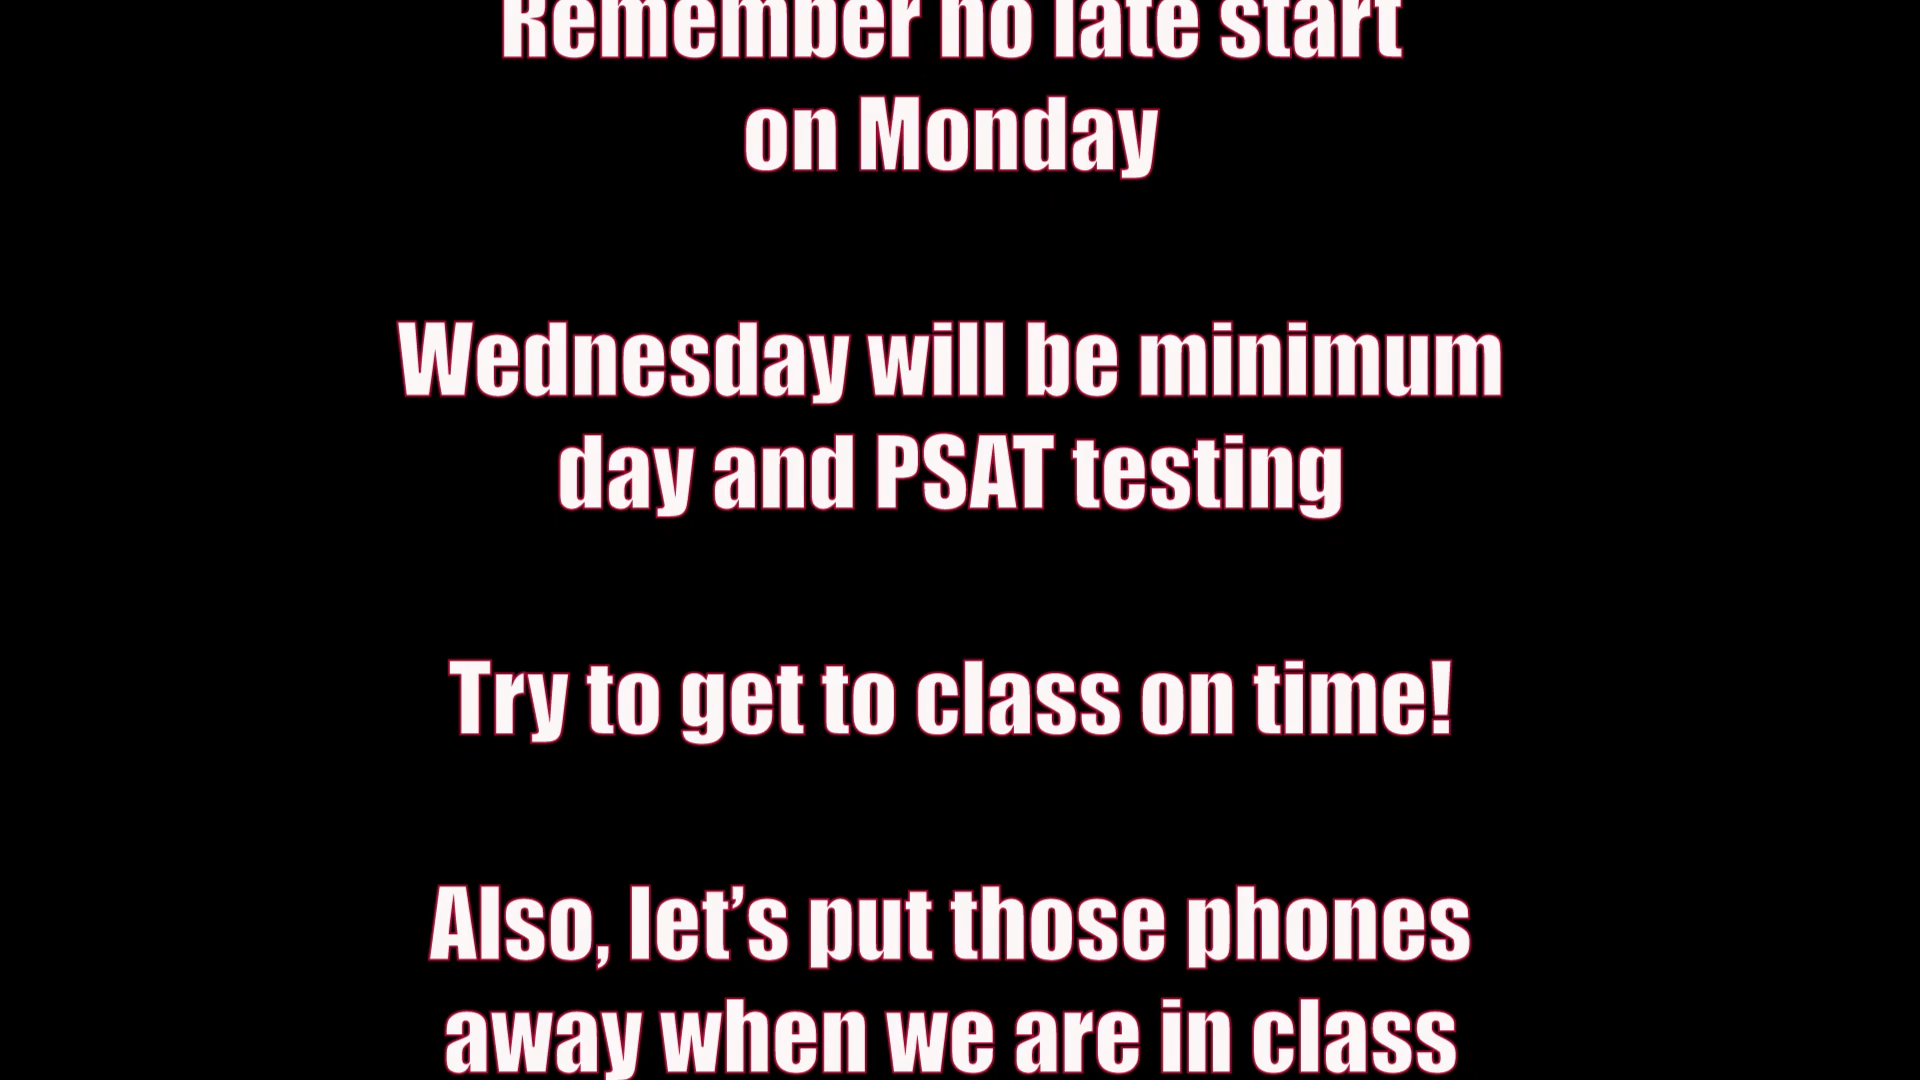 Remember no late start
on Monday
Wednesday will be minimum
day and PSAT testing
Try to get to class on time!
Also, let’s put those phones
away when we are in class